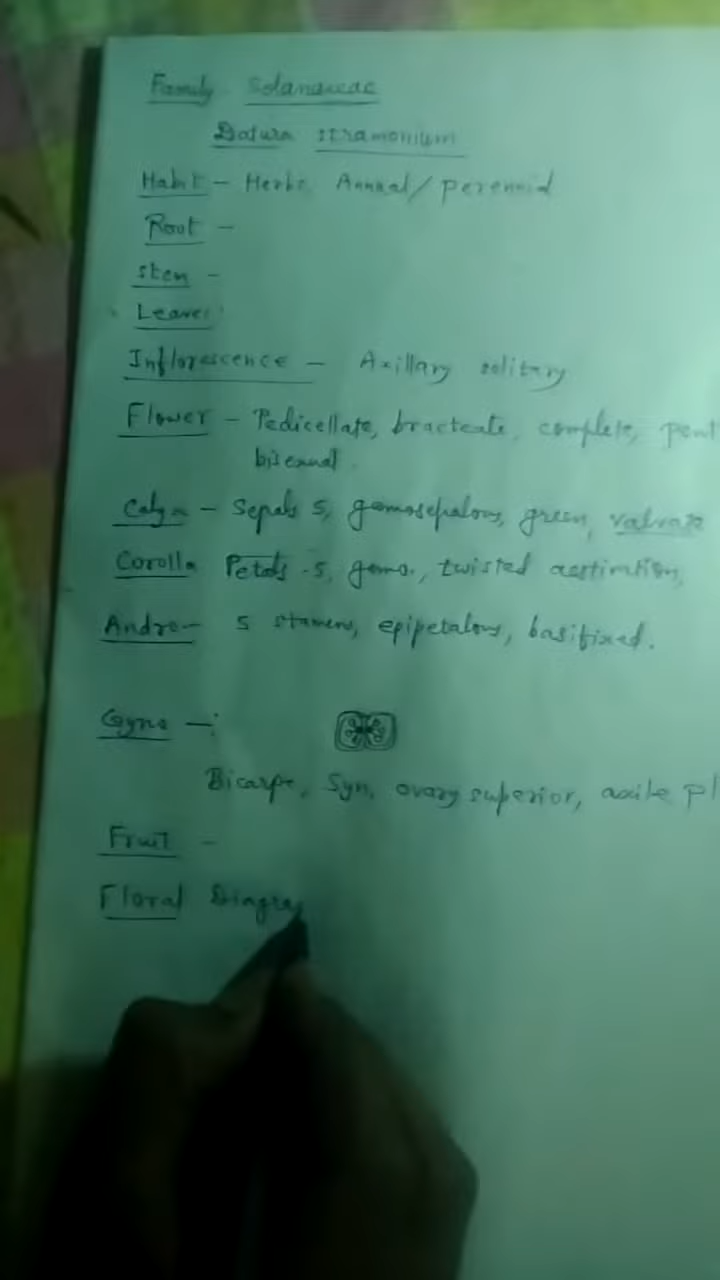 Family Solanaceae
Datura stramonium
Habit - Herbs, Annual/perennid
Root -
Stem -
Leaves
Inflorescence - Axillary solitary
Flower - Pedicellate, bracteate, complete, pent
bisexual.
Calyx - Sepals 5, gamosepalous, green, valvate
Corolla Petals - 5, gamo., twisted aestivation,
Andro - 5 stamens, epipetalous, basifixed.
Gyno -:
Bicarpe, Syn, ovary superior, axile pl
Fruit -
Floral Diagra